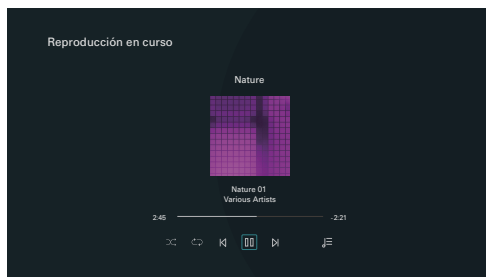 Reproducción en curso
Nature
Nature 01
Various Artists
2:45
-2:21